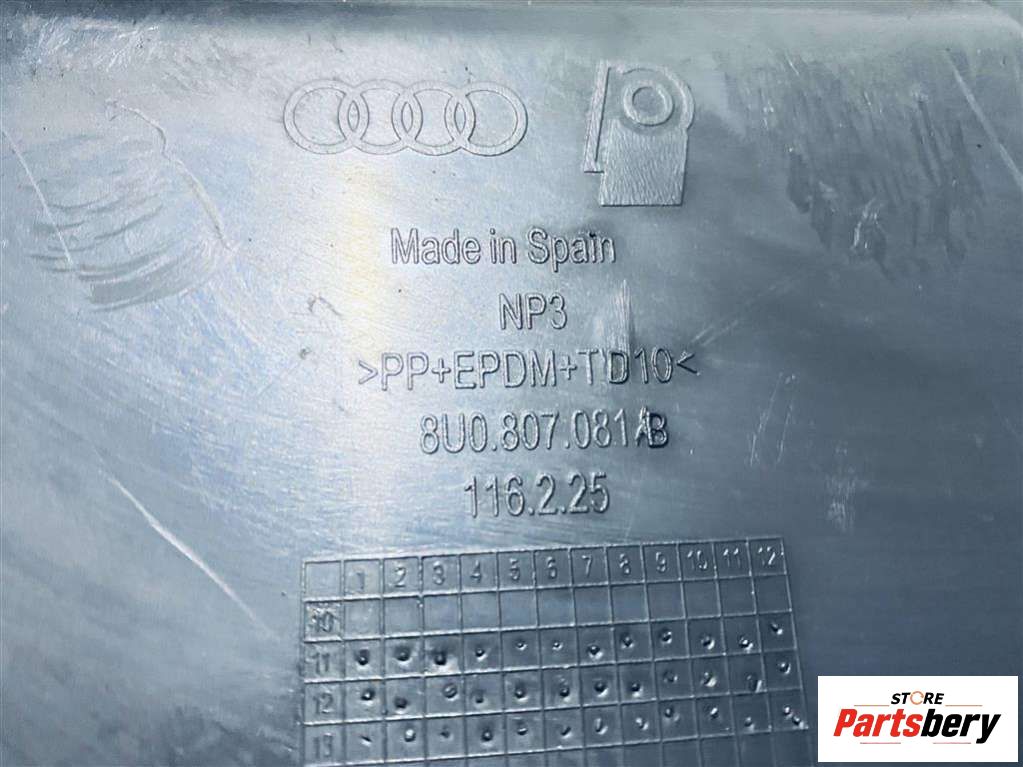 Made in Spain
NP3
>PP+EPDM+TD10<
8U0.807.081AB
116.2.25
1 2 3 4 5 6 7 8 9 10 11 12
10
11
12
13
STORE
Partsbery